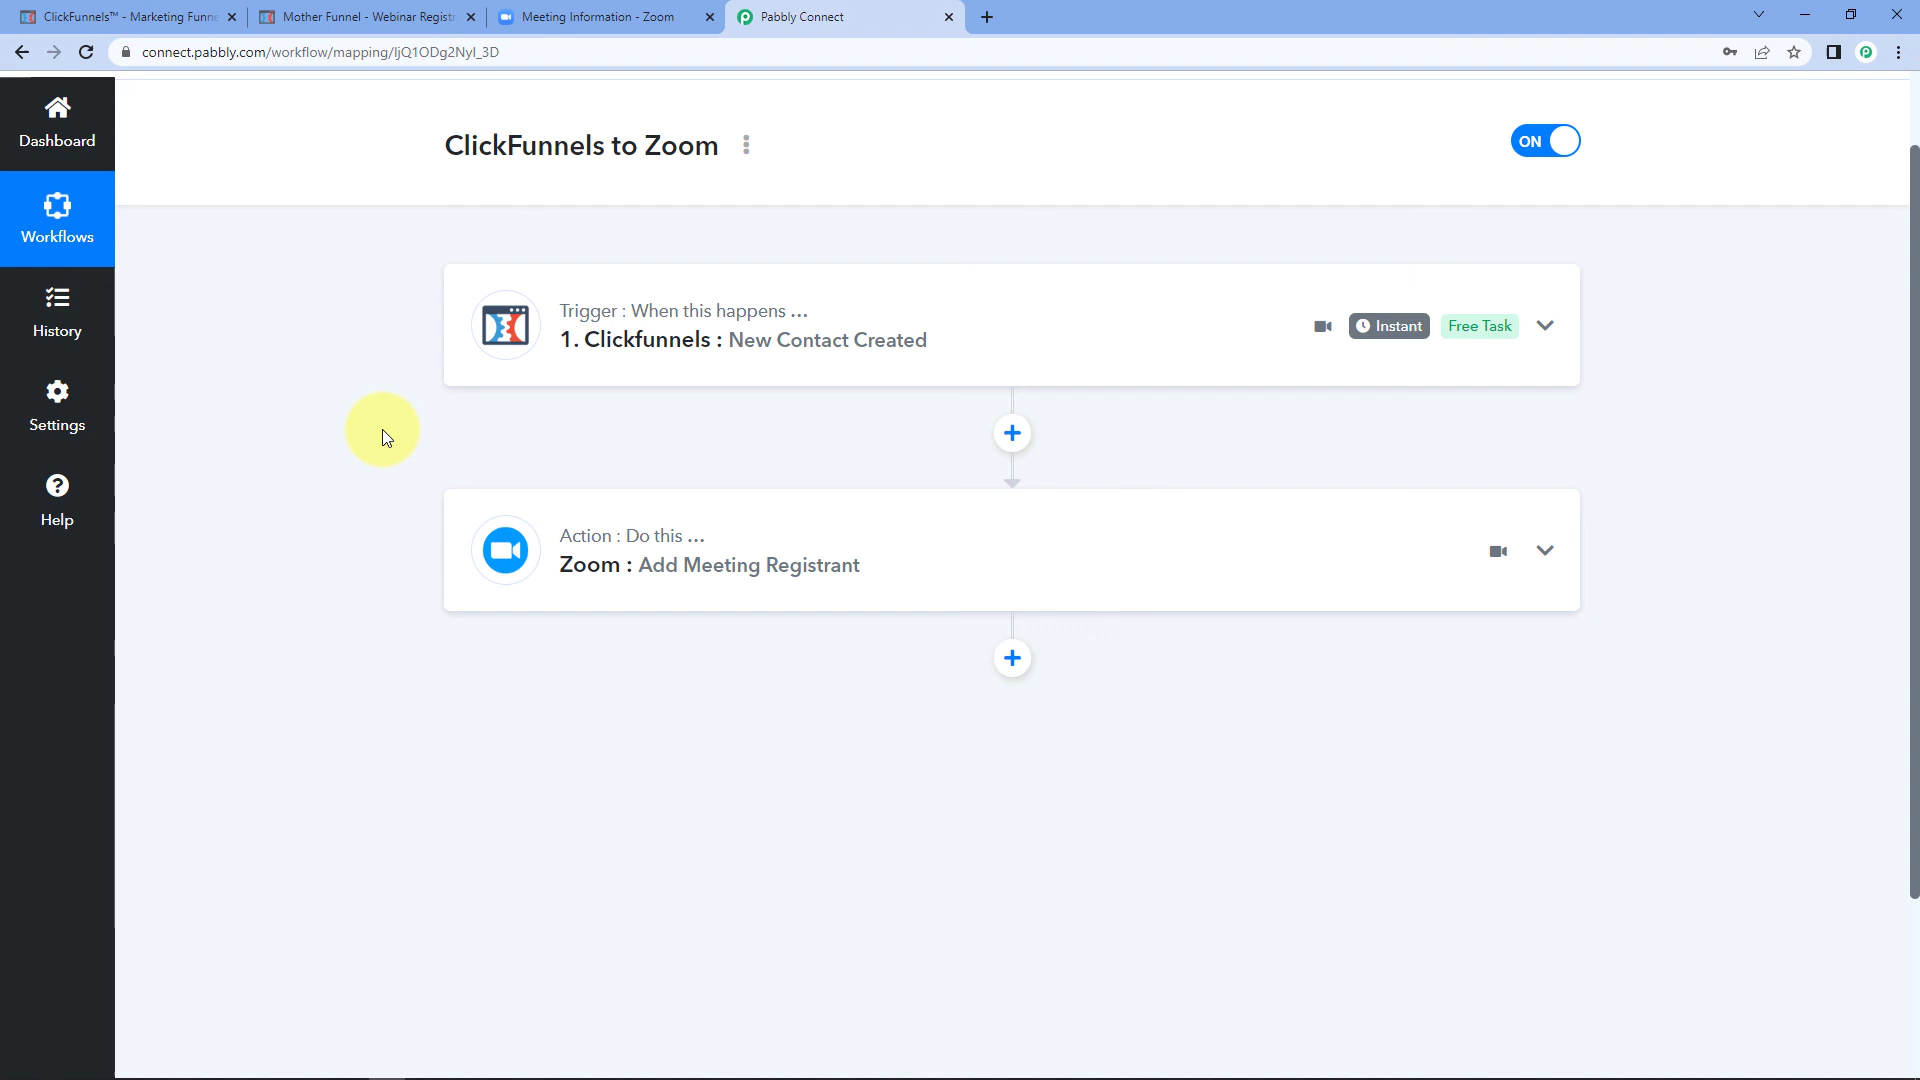 ClickFunnels™ - Marketing Funne
Mother Funnel - Webinar Registr
Meeting Information - Zoom
Pabbly Connect
connect.pabbly.com/workflow/mapping/IjQ1ODg2NyI_3D
Dashboard
Workflows
History
Settings
Help
ClickFunnels to Zoom
ON
Trigger : When this happens ...
1. Clickfunnels : New Contact Created
Instant
Free Task
Action : Do this ...
Zoom : Add Meeting Registrant